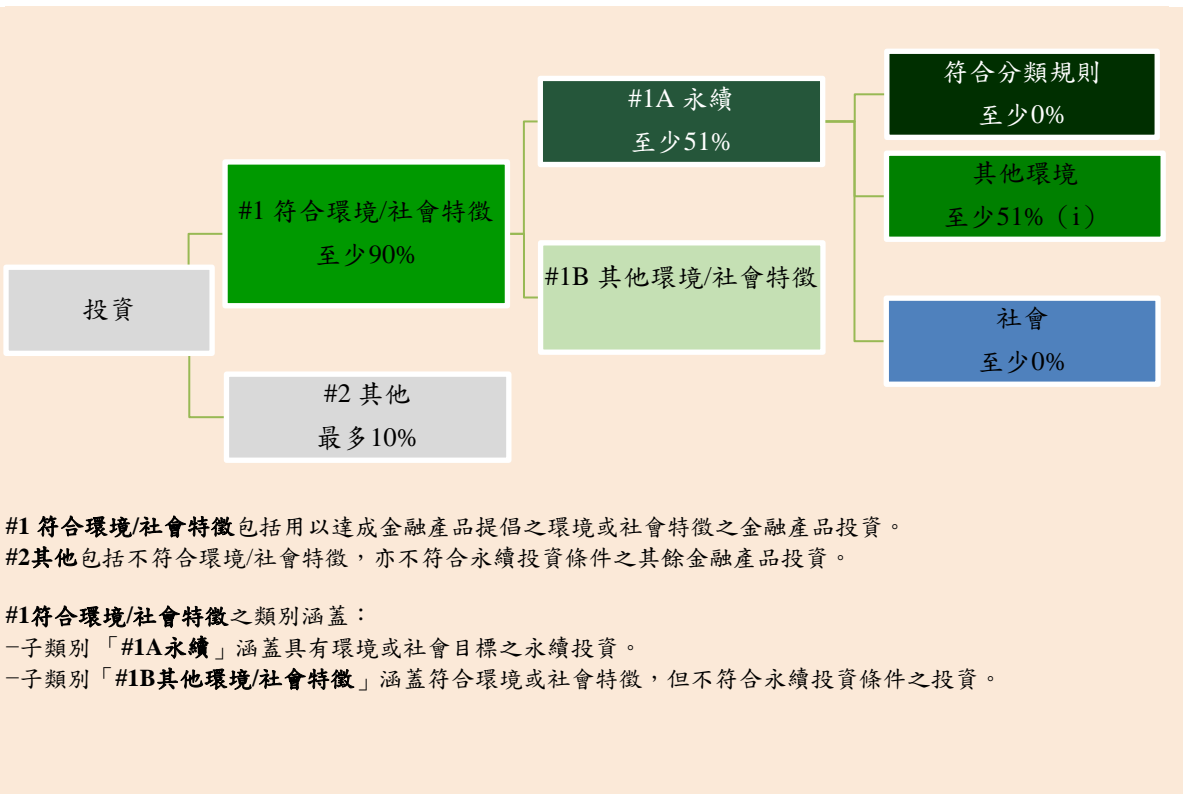 投資
#1 符合環境/社會特徵
至少90%
#2 其他
最多10%
#1A 永續
至少51%
#1B 其他環境/社會特徵
符合分類規則
至少0%
其他環境
至少51%（i）
社會
至少0%
#1 符合環境/社會特徵包括用以達成金融產品提倡之環境或社會特徵之金融產品投資。
#2其他包括不符合環境/社會特徵，亦不符合永續投資條件之其餘金融產品投資。
#1符合環境/社會特徵之類別涵蓋：
−子類別「#1A永續」涵蓋具有環境或社會目標之永續投資。
−子類別「#1B其他環境/社會特徵」涵蓋符合環境或社會特徵，但不符合永續投資條件之投資。